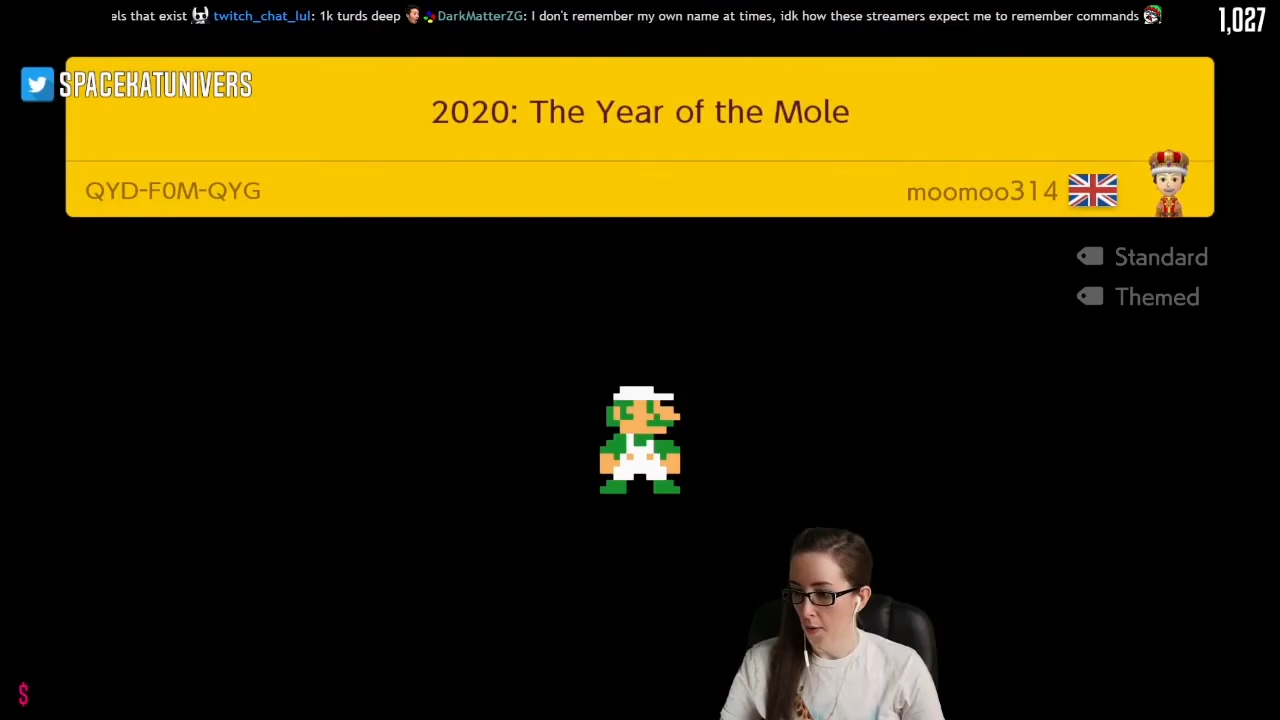 els that exist twitch_chat_lul: 1k turds deep DarkMatterZG: I don't remember my own name at times, idk how these streamers expect me to remember commands
1,027
SPACEKATUNIVERS
2020: The Year of the Mole
QYD-F0M-QYG
moomoo314
Standard
Themed
$